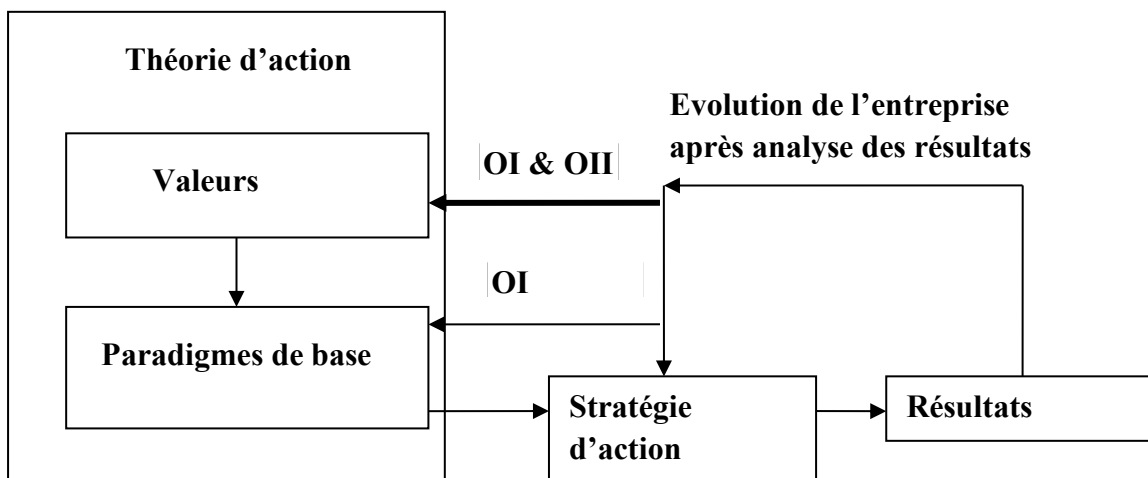 Théorie d’action
Evolution de l’entreprise
après analyse des résultats
OI & OII
Valeurs
OI
Paradigmes de base
Stratégie
d’action
Résultats